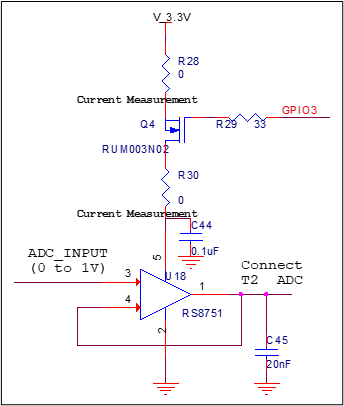 V_3.3V
R28
0
Current Measurement
Q4
R29
33
GPIO3
RUM003N02
R30
0
Current Measurement
C44
0.1uF
ADC_INPUT
(0 to 1V)
5
U18
3
1
4
RS8751
2
Connect
T2 ADC
C45
20nF